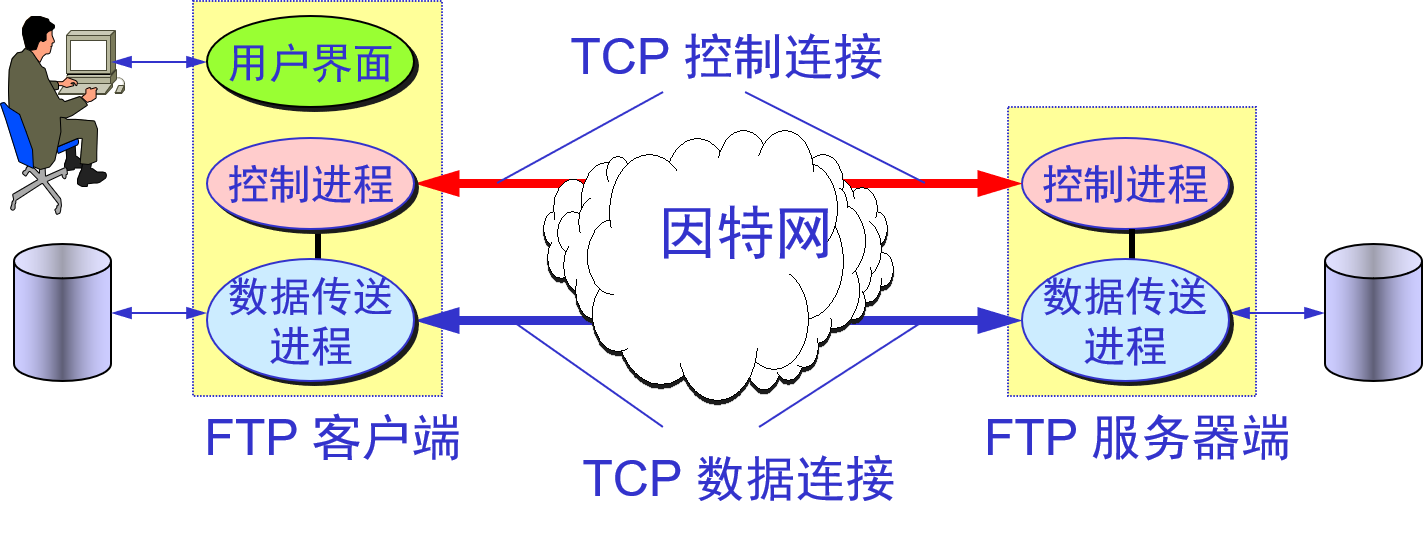 用户界面
TCP 控制连接
控制进程
控制进程
因特网
数据传送
进程
数据传送
进程
FTP 客户端
FTP 服务器端
TCP 数据连接